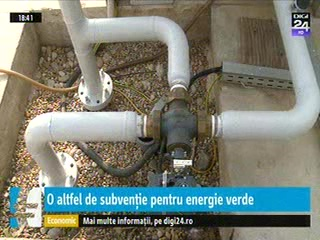 18:41
DIGI
24
HD
O altfel de subvenție pentru energie verde
Economic
Mai multe informații, pe digi24.ro